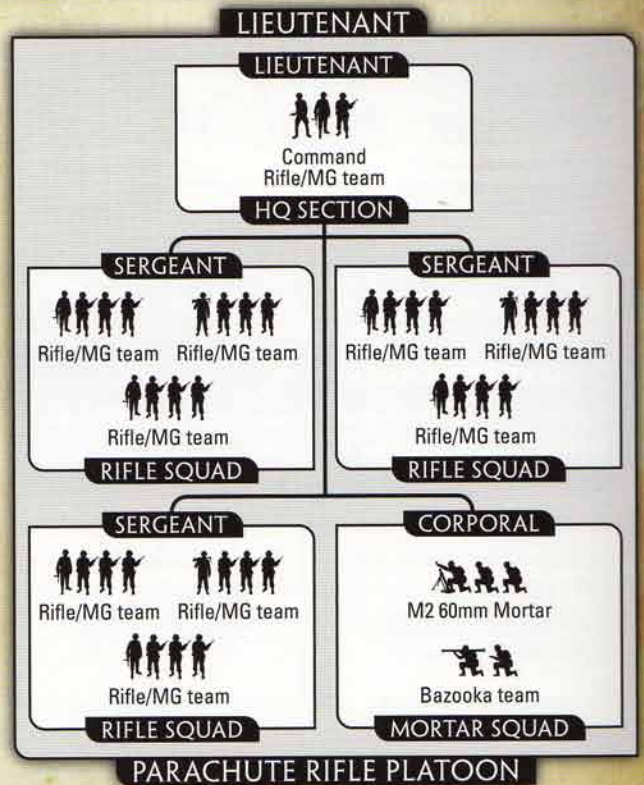 LIEUTENANT
LIEUTENANT
Command
Rifle/MG team
HQ SECTION
SERGEANT
Rifle/MG team Rifle/MG team
Rifle/MG team
RIFLE SQUAD
SERGEANT
Rifle/MG team Rifle/MG team
Rifle/MG team
RIFLE SQUAD
SERGEANT
Rifle/MG team Rifle/MG team
Rifle/MG team
RIFLE SQUAD
CORPORAL
M2 60mm Mortar
Bazooka team
MORTAR SQUAD
PARACHUTE RIFLE PLATOON